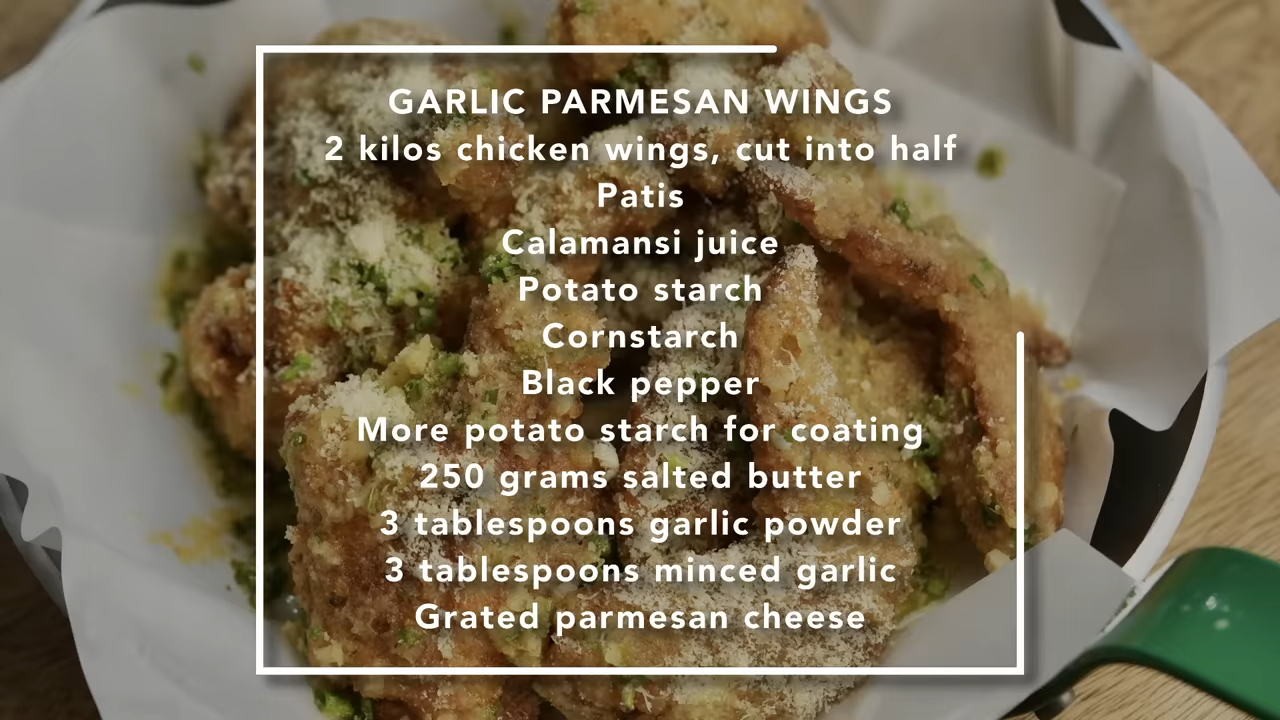 GARLIC PARMESAN WINGS
2 kilos chicken wings, cut into half
Patis
Calamansi juice
Potato starch
Cornstarch
Black pepper
More potato starch for coating
250 grams salted butter
3 tablespoons garlic powder
3 tablespoons minced garlic
Grated parmesan cheese